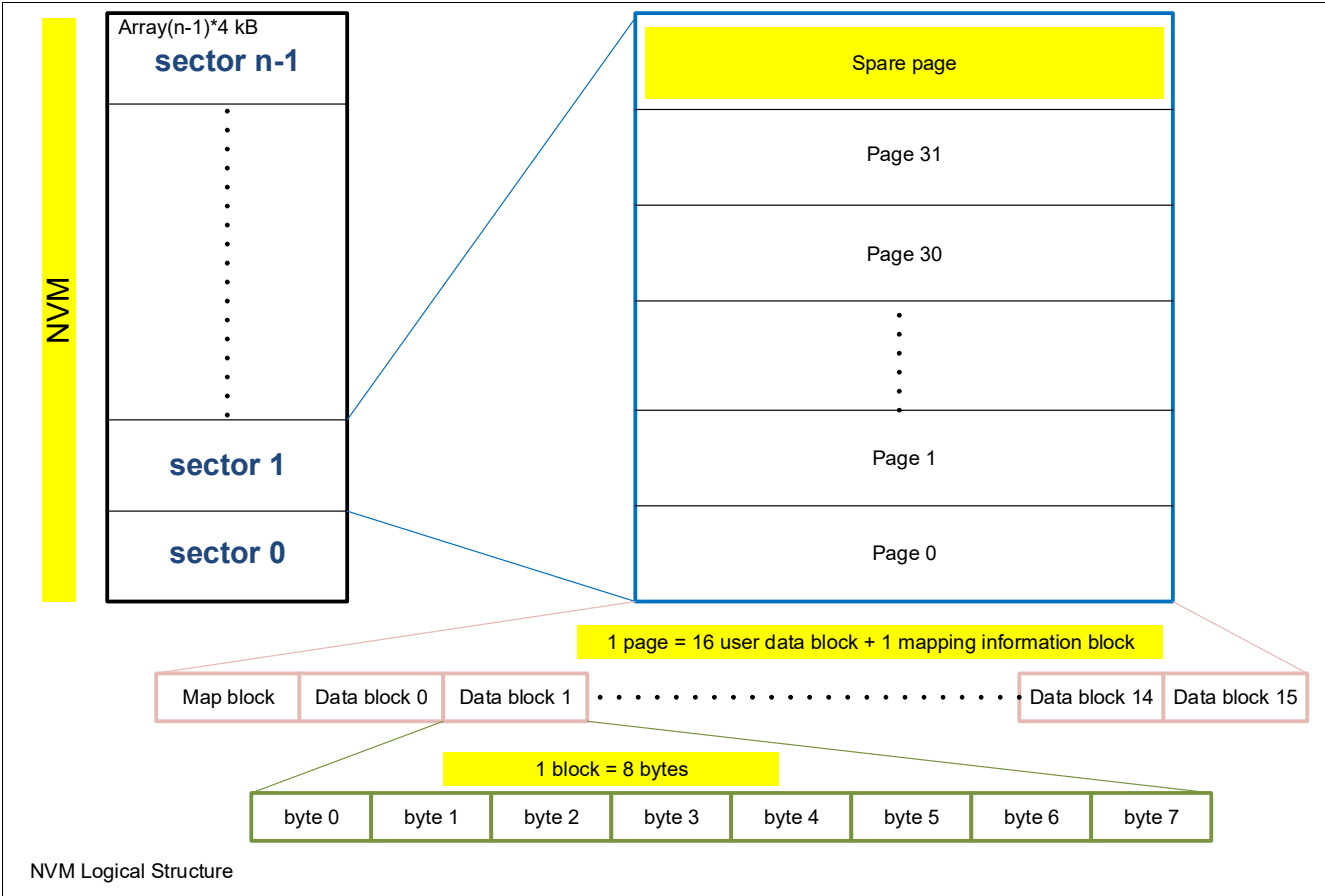 NVM
Array(n-1)*4 kB
sector n-1
sector 1
sector 0
Spare page
Page 31
Page 30
Page 1
Page 0
1 page = 16 user data block + 1 mapping information block
Map block
Data block 0
Data block 1
Data block 14
Data block 15
1 block = 8 bytes
byte 0
byte 1
byte 2
byte 3
byte 4
byte 5
byte 6
byte 7
NVM Logical Structure